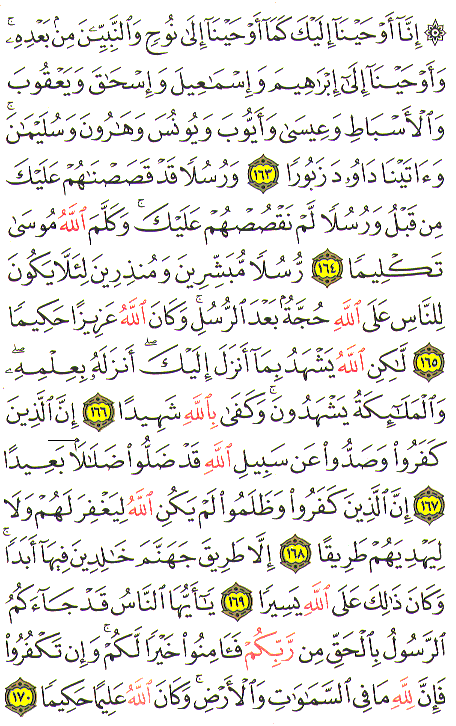 ۞ إِنَّآ أَوْحَيْنَآ إِلَيْكَ كَمَآ أَوْحَيْنَآ إِلَىٰ نُوحٍ وَٱلنَّبِيِّـۧنَ مِنۢ بَعْدِهِۦ ۚ
وَأَوْحَيْنَآ إِلَىٰٓ إِبْرَٰهِيمَ وَإِسْمَـٰعِيلَ وَإِسْحَـٰقَ وَيَعْقُوبَ
وَٱلْأَسْبَاطِ وَعِيسَىٰ وَأَيُّوبَ وَيُونُسَ وَهَـٰرُونَ وَسُلَيْمَـٰنَ ۚ
وَءَاتَيْنَا دَاوُۥدَ زَبُورًا ١٦٣ وَرُسُلًا قَدْ قَصَصْنَـٰهُمْ عَلَيْكَ
مِن قَبْلُ وَرُسُلًا لَّمْ نَقْصُصْهُمْ عَلَيْكَ ۚ وَكَلَّمَ ٱللَّهُ مُوسَىٰ
تَكْلِيمًا ١٦٤ رُّسُلًا مُّبَشِّرِينَ وَمُنذِرِينَ لِئَلَّا يَكُونَ
لِلنَّاسِ عَلَى ٱللَّهِ حُجَّةٌۢ بَعْدَ ٱلرُّسُلِ ۚ وَكَانَ ٱللَّهُ عَزِيزًا حَكِيمًا
١٦٥ لَّـٰكِنِ ٱللَّهُ يَشْهَدُ بِمَآ أَنزَلَ إِلَيْكَ ۖ أَنزَلَهُۥ بِعِلْمِهِۦ ۖ
وَٱلْمَلَـٰٓئِكَةُ يَشْهَدُونَ ۚ وَكَفَىٰ بِٱللَّهِ شَهِيدًا ١٦٦ إِنَّ ٱلَّذِينَ
كَفَرُوا۟ وَصَدُّوا۟ عَن سَبِيلِ ٱللَّهِ قَدْ ضَلُّوا۟ ضَلَـٰلًۢا بَعِيدًا
١٦٧ إِنَّ ٱلَّذِينَ كَفَرُوا۟ وَظَلَمُوا۟ لَمْ يَكُنِ ٱللَّهُ لِيَغْفِرَ لَهُمْ وَلَا
لِيَهْدِيَهُمْ طَرِيقًا ١٦٨ إِلَّا طَرِيقَ جَهَنَّمَ خَـٰلِدِينَ فِيهَآ أَبَدًا ۚ
وَكَانَ ذَٰلِكَ عَلَى ٱللَّهِ يَسِيرًا ١٦٩ يَـٰٓأَيُّهَا ٱلنَّاسُ قَدْ جَآءَكُمُ
ٱلرَّسُولُ بِٱلْحَقِّ مِن رَّبِّكُمْ فَـَٔامِنُوا۟ خَيْرًا لَّكُمْ ۚ وَإِن تَكْفُرُوا۟
فَإِنَّ لِلَّهِ مَا فِى ٱلسَّمَـٰوَٰتِ وَٱلْأَرْضِ ۚ وَكَانَ ٱللَّهُ عَلِيمًا حَكِيمًا ١٧٠